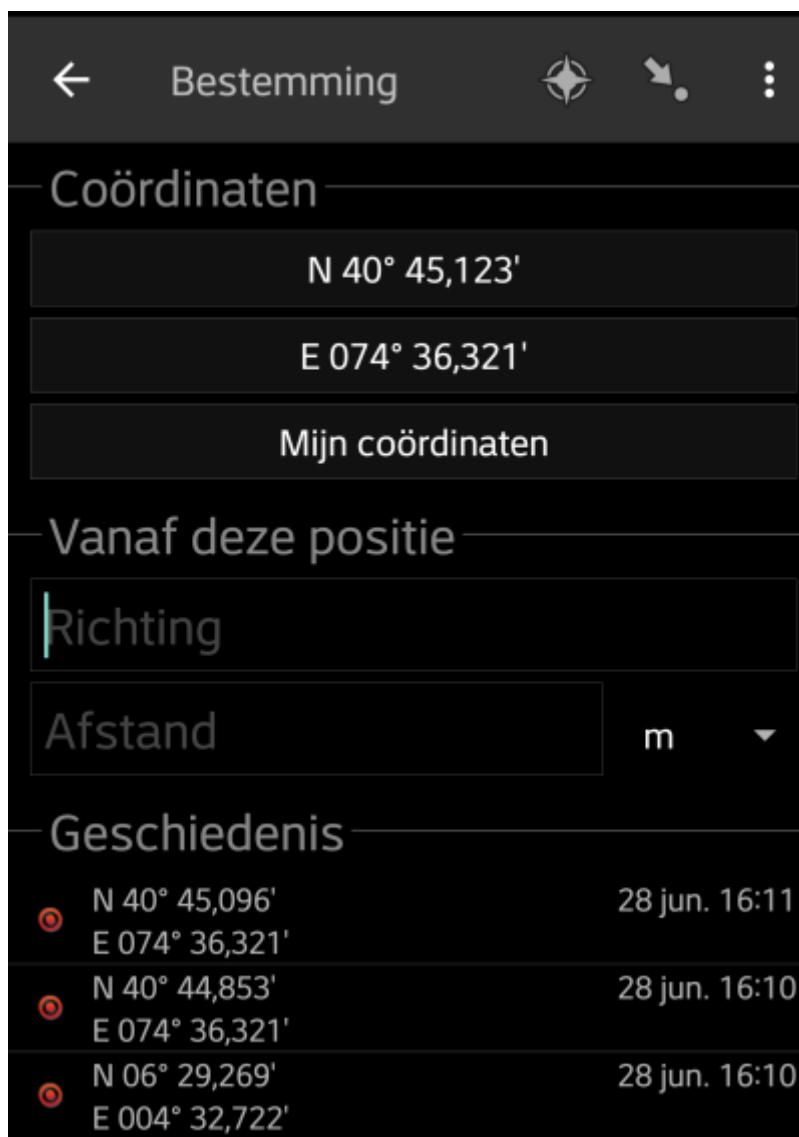 Bestemming
Coördinaten
N 40° 45,123'
E 074° 36,321'
Mijn coördinaten
Vanaf deze positie
Richting
Afstand
m
Geschiedenis
N 40° 45,096' 28 jun. 16:11
E 074° 36,321'
N 40° 44,853' 28 jun. 16:10
E 074° 36,321'
N 06° 29,269' 28 jun. 16:10
E 004° 32,722'